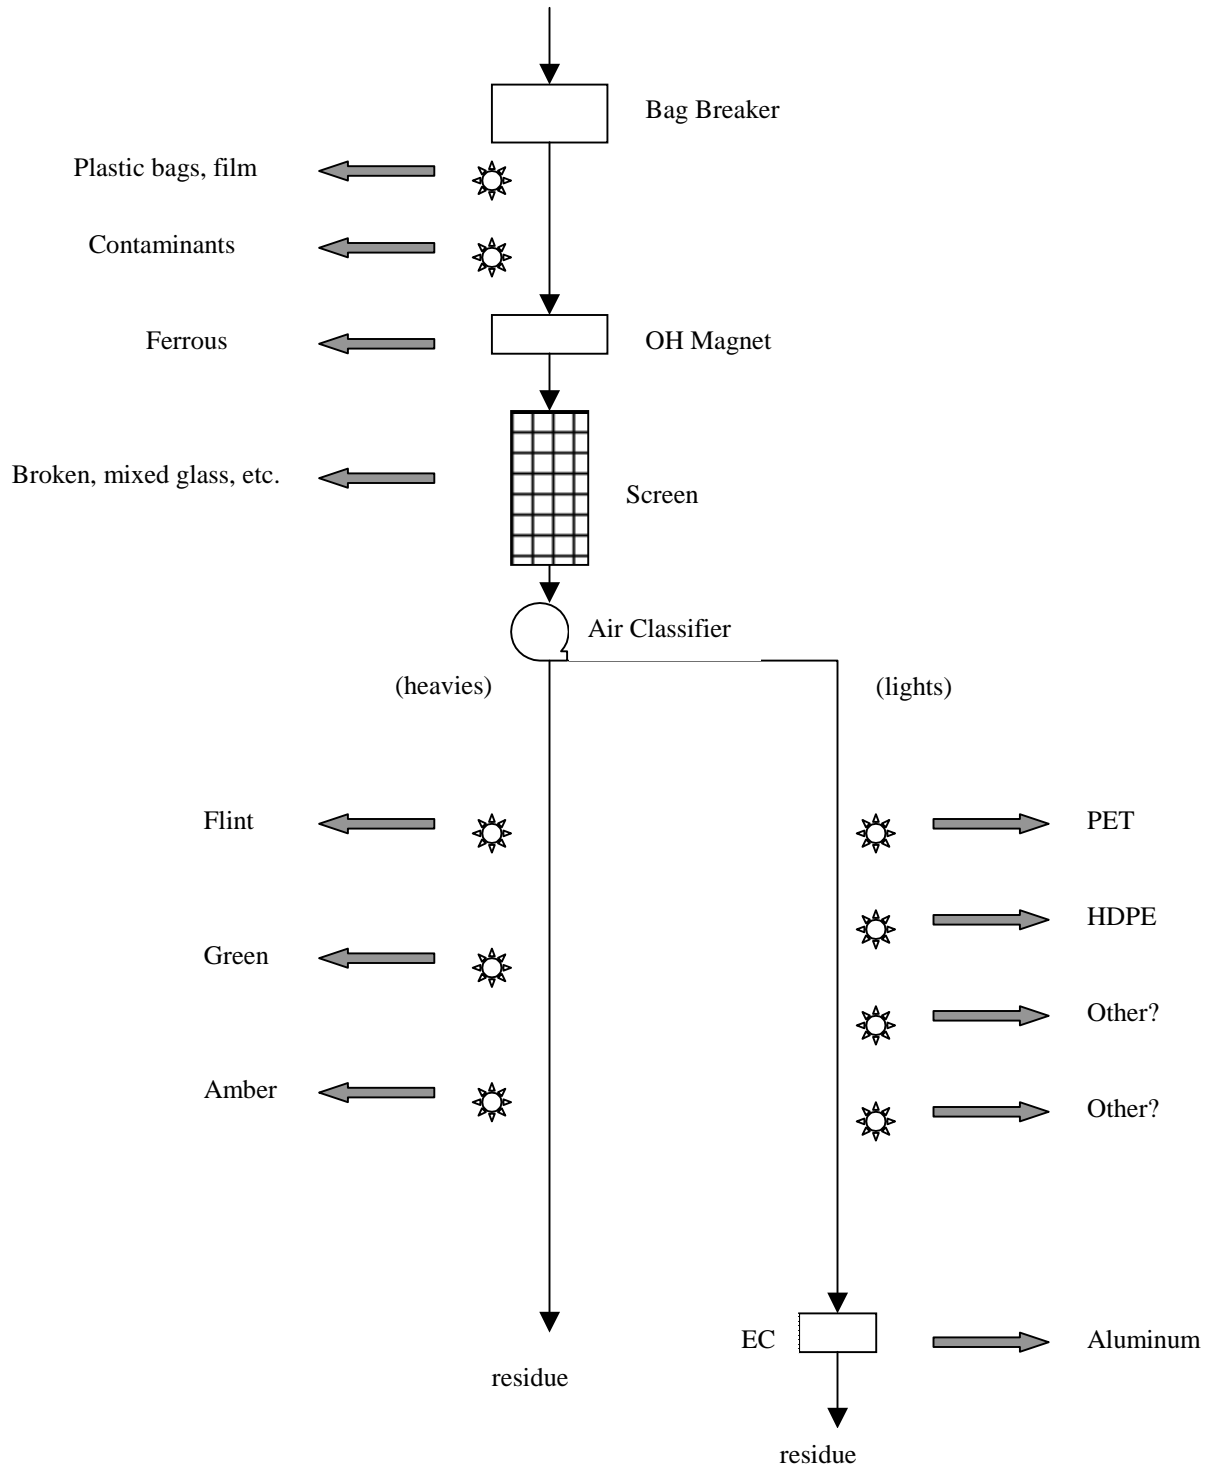 Bag Breaker
Plastic bags, film
Contaminants
Ferrous
OH Magnet
Broken, mixed glass, etc.
Screen
Air Classifier
(heavies)
(lights)
Flint
PET
HDPE
Green
Other?
Amber
Other?
EC
Aluminum
residue
residue